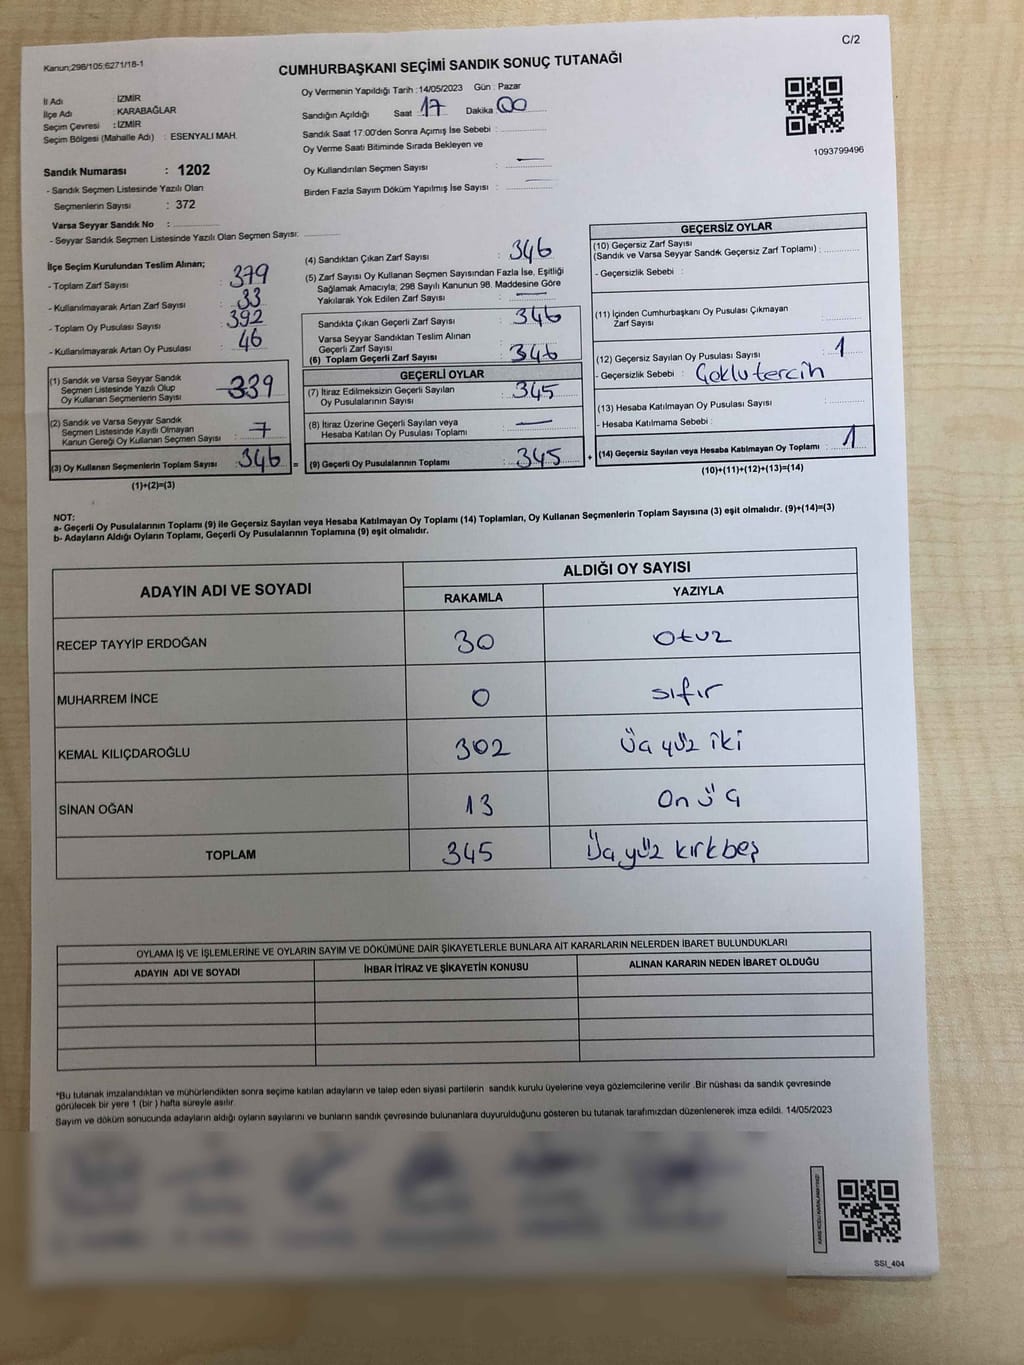 Kanun;298/105;6271/18-1
C/2
CUMHURBAŞKANI SEÇİMİ SANDIK SONUÇ TUTANAĞI
İl Adı : İZMİR
İlçe Adı : KARABAĞLAR
Seçim Çevresi : İZMİR
Seçim Bölgesi (Mahalle Adı) : ESENYALI MAH.
Sandık Numarası : 1202
- Sandık Seçmen Listesinde Yazılı Olan
Seçmenlerin Sayısı : 372
Varsa Seyyar Sandık No :
- Seyyar Sandık Seçmen Listesinde Yazılı Olan Seçmen Sayısı:
Oy Vermenin Yapıldığı Tarih : 14/05/2023 Gün : Pazar
Sandığın Açıldığı Saat 17 Dakika 00
Sandık Saat 17:00'den Sonra Açımış İse Sebebi :
Oy Verme Saati Bitiminde Sırada Bekleyen ve
Oy Kullandırılan Seçmen Sayısı : —
Birden Fazla Sayım Döküm Yapılmış İse Sayısı : —
1093799496
İlçe Seçim Kurulundan Teslim Alınan;
- Toplam Zarf Sayısı : 379
- Kullanılmayarak Artan Zarf Sayısı : 33
- Toplam Oy Pusulası Sayısı : 392
- Kullanılmayarak Artan Oy Pusulası : 46
(1) Sandık ve Varsa Seyyar Sandık
Seçmen Listesinde Yazılı Olup
Oy Kullanan Seçmenlerin Sayısı : 339
(2) Sandık ve Varsa Seyyar Sandık
Seçmen Listesinde Kayıtlı Olmayan
Kanun Gereği Oy Kullanan Seçmen Sayısı : 7
(3) Oy Kullanan Seçmenlerin Toplam Sayısı : 346 =
(1)+(2)=(3)
(4) Sandıktan Çıkan Zarf Sayısı : 346
(5) Zarf Sayısı Oy Kullanan Seçmen Sayısından Fazla İse, Eşitliği
Sağlamak Amacıyla; 298 Sayılı Kanunun 98. Maddesine Göre
Yakılarak Yok Edilen Zarf Sayısı : —
Sandıkta Çıkan Geçerli Zarf Sayısı : 346
Varsa Seyyar Sandıktan Teslim Alınan
Geçerli Zarf Sayısı :
(6) Toplam Geçerli Zarf Sayısı : 346
GEÇERLİ OYLAR
(7) İtiraz Edilmeksizin Geçerli Sayılan
Oy Pusulalarının Sayısı : 345
(8) İtiraz Üzerine Geçerli Sayılan veya
Hesaba Katılan Oy Pusulası Toplamı : —
(9) Geçerli Oy Pusulalarının Toplamı : 345 +
GEÇERSİZ OYLAR
(10) Geçersiz Zarf Sayısı
(Sandık ve Varsa Seyyar Sandık Geçersiz Zarf Toplamı) :
- Geçersizlik Sebebi :
(11) İçinden Cumhurbaşkanı Oy Pusulası Çıkmayan
Zarf Sayısı :
(12) Geçersiz Sayılan Oy Pusulası Sayısı : 1
- Geçersizlik Sebebi : Çoklu tercih
(13) Hesaba Katılmayan Oy Pusulası Sayısı :
- Hesaba Katılmama Sebebi :
(14) Geçersiz Sayılan veya Hesaba Katılmayan Oy Toplamı : 1
(10)+(11)+(12)+(13)=(14)
NOT:
a- Geçerli Oy Pusulalarının Toplamı (9) ile Geçersiz Sayılan veya Hesaba Katılmayan Oy Toplamı (14) Toplamları, Oy Kullanan Seçmenlerin Toplam Sayısına (3) eşit olmalıdır. (9)+(14)=(3)
b- Adayların Aldığı Oyların Toplamı, Geçerli Oy Pusulalarının Toplamına (9) eşit olmalıdır.
ADAYIN ADI VE SOYADI ALDIĞI OY SAYISI
RAKAMLA YAZIYLA
RECEP TAYYİP ERDOĞAN 30 Otuz
MUHARREM İNCE 0 sıfır
KEMAL KILIÇDAROĞLU 302 Üç yüz iki
SİNAN OĞAN 13 On üç
TOPLAM 345 Üç yüz kırkbeş
OYLAMA İŞ VE İŞLEMLERİNE VE OYLARIN SAYIM VE DÖKÜMÜNE DAİR ŞİKAYETLERLE BUNLARA AİT KARARLARIN NELERDEN İBARET BULUNDUKLARI
ADAYIN ADI VE SOYADI İHBAR İTİRAZ VE ŞİKAYETİN KONUSU ALINAN KARARIN NEDEN İBARET OLDUĞU
*Bu tutanak imzalandıktan ve mühürlendikten sonra seçime katılan adayların ve talep eden siyasi partilerin sandık kurulu üyelerine veya gözlemcilerine verilir .Bir nüshası da sandık çevresinde
görülecek bir yere 1 (bir ) hafta süreyle asılır.
Sayım ve döküm sonucunda adayların aldığı oyların sayılarını ve bunların sandık çevresinde bulunanlara duyurulduğunu gösteren bu tutanak tarafımızdan düzenlenerek imza edildi. 14/05/2023
SSI_404